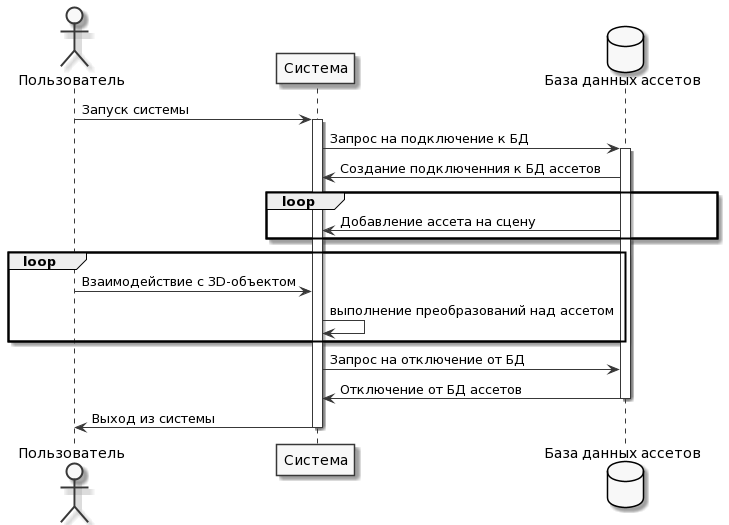 Пользователь
Система
База данных ассетов
Запуск системы
Запрос на подключение к БД
Создание подключенния к БД ассетов
loop
Добавление ассета на сцену
loop
Взаимодействие с 3D-объектом
выполнение преобразований над ассетом
Запрос на отключение от БД
Отключение от БД ассетов
Выход из системы
Пользователь
Система
База данных ассетов